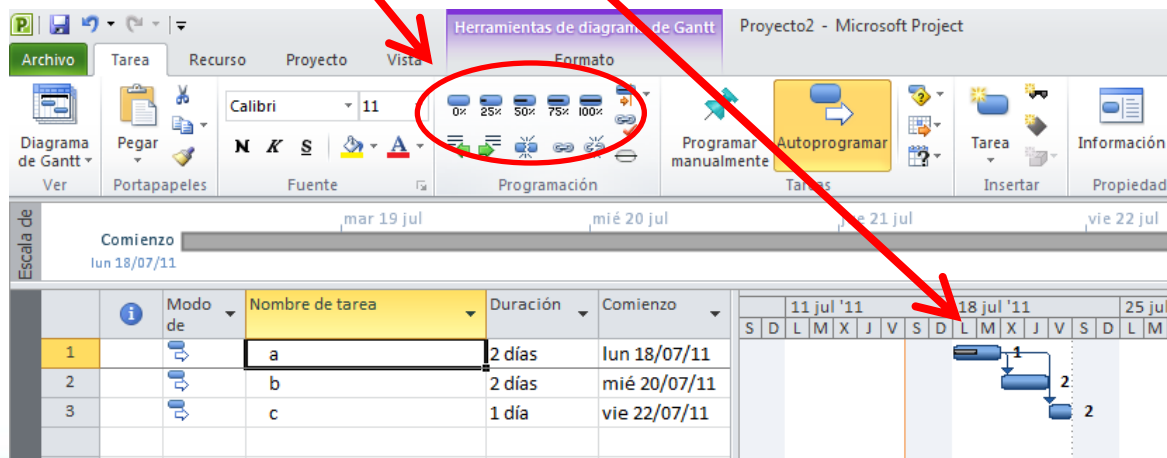 Herramientas de diagrama de Gantt Proyecto2 - Microsoft Project
Archivo Tarea Recurso Proyecto Vista Formato
Calibri 11
0% 25% 50% 75% 100%
N K S A
Diagrama de Gantt
Pegar
Programar manualmente
Autoprogramar
Tarea
Información
Ver Portapapeles Fuente Programación Tareas Insertar Propiedad
Escala de
mar 19 jul mié 20 jul jue 21 jul vie 22 jul
Comienzo
lun 18/07/11
Modo de Nombre de tarea Duración Comienzo
11 jul '11 18 jul '11 25 jul
S D L M X J V S D L M X J V S D L M
1 a 2 días lun 18/07/11 1
2 b 2 días mié 20/07/11 2
3 c 1 día vie 22/07/11 2